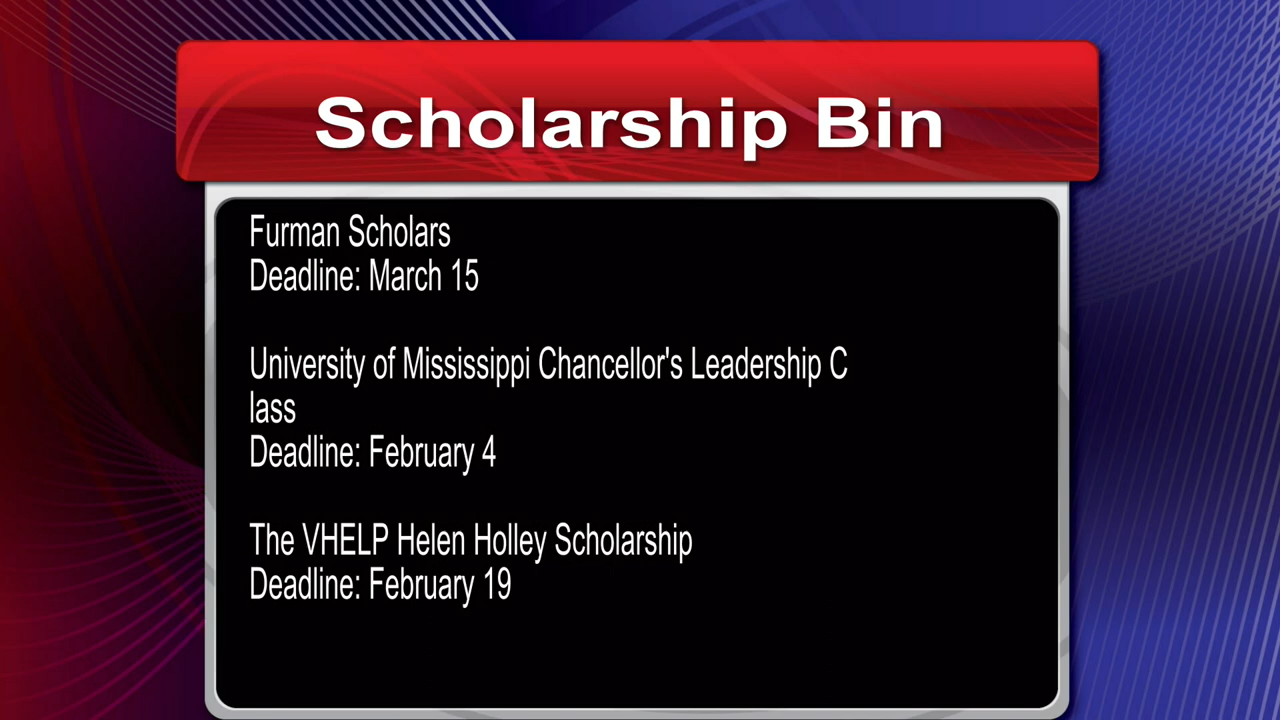 Scholarship Bin
Furman Scholars
Deadline: March 15
University of Mississippi Chancellor's Leadership C
lass
Deadline: February 4
The VHELP Helen Holley Scholarship
Deadline: February 19